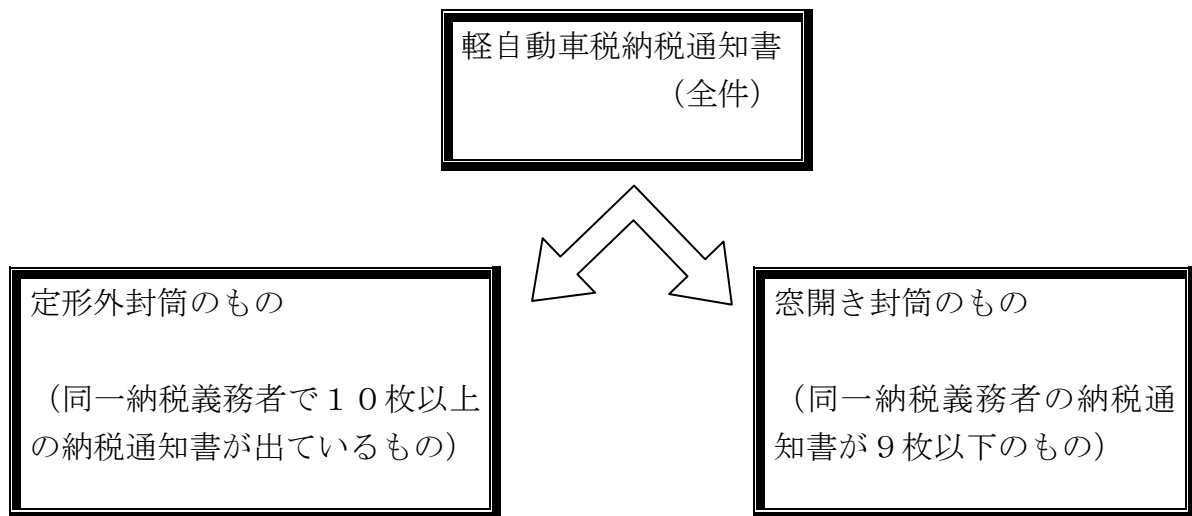 軽自動車税納税通知書
（全件）
定形外封筒のもの
（同一納税義務者で１０枚以上
の納税通知書が出ているもの）
窓開き封筒のもの
（同一納税義務者の納税通
知書が９枚以下のもの）